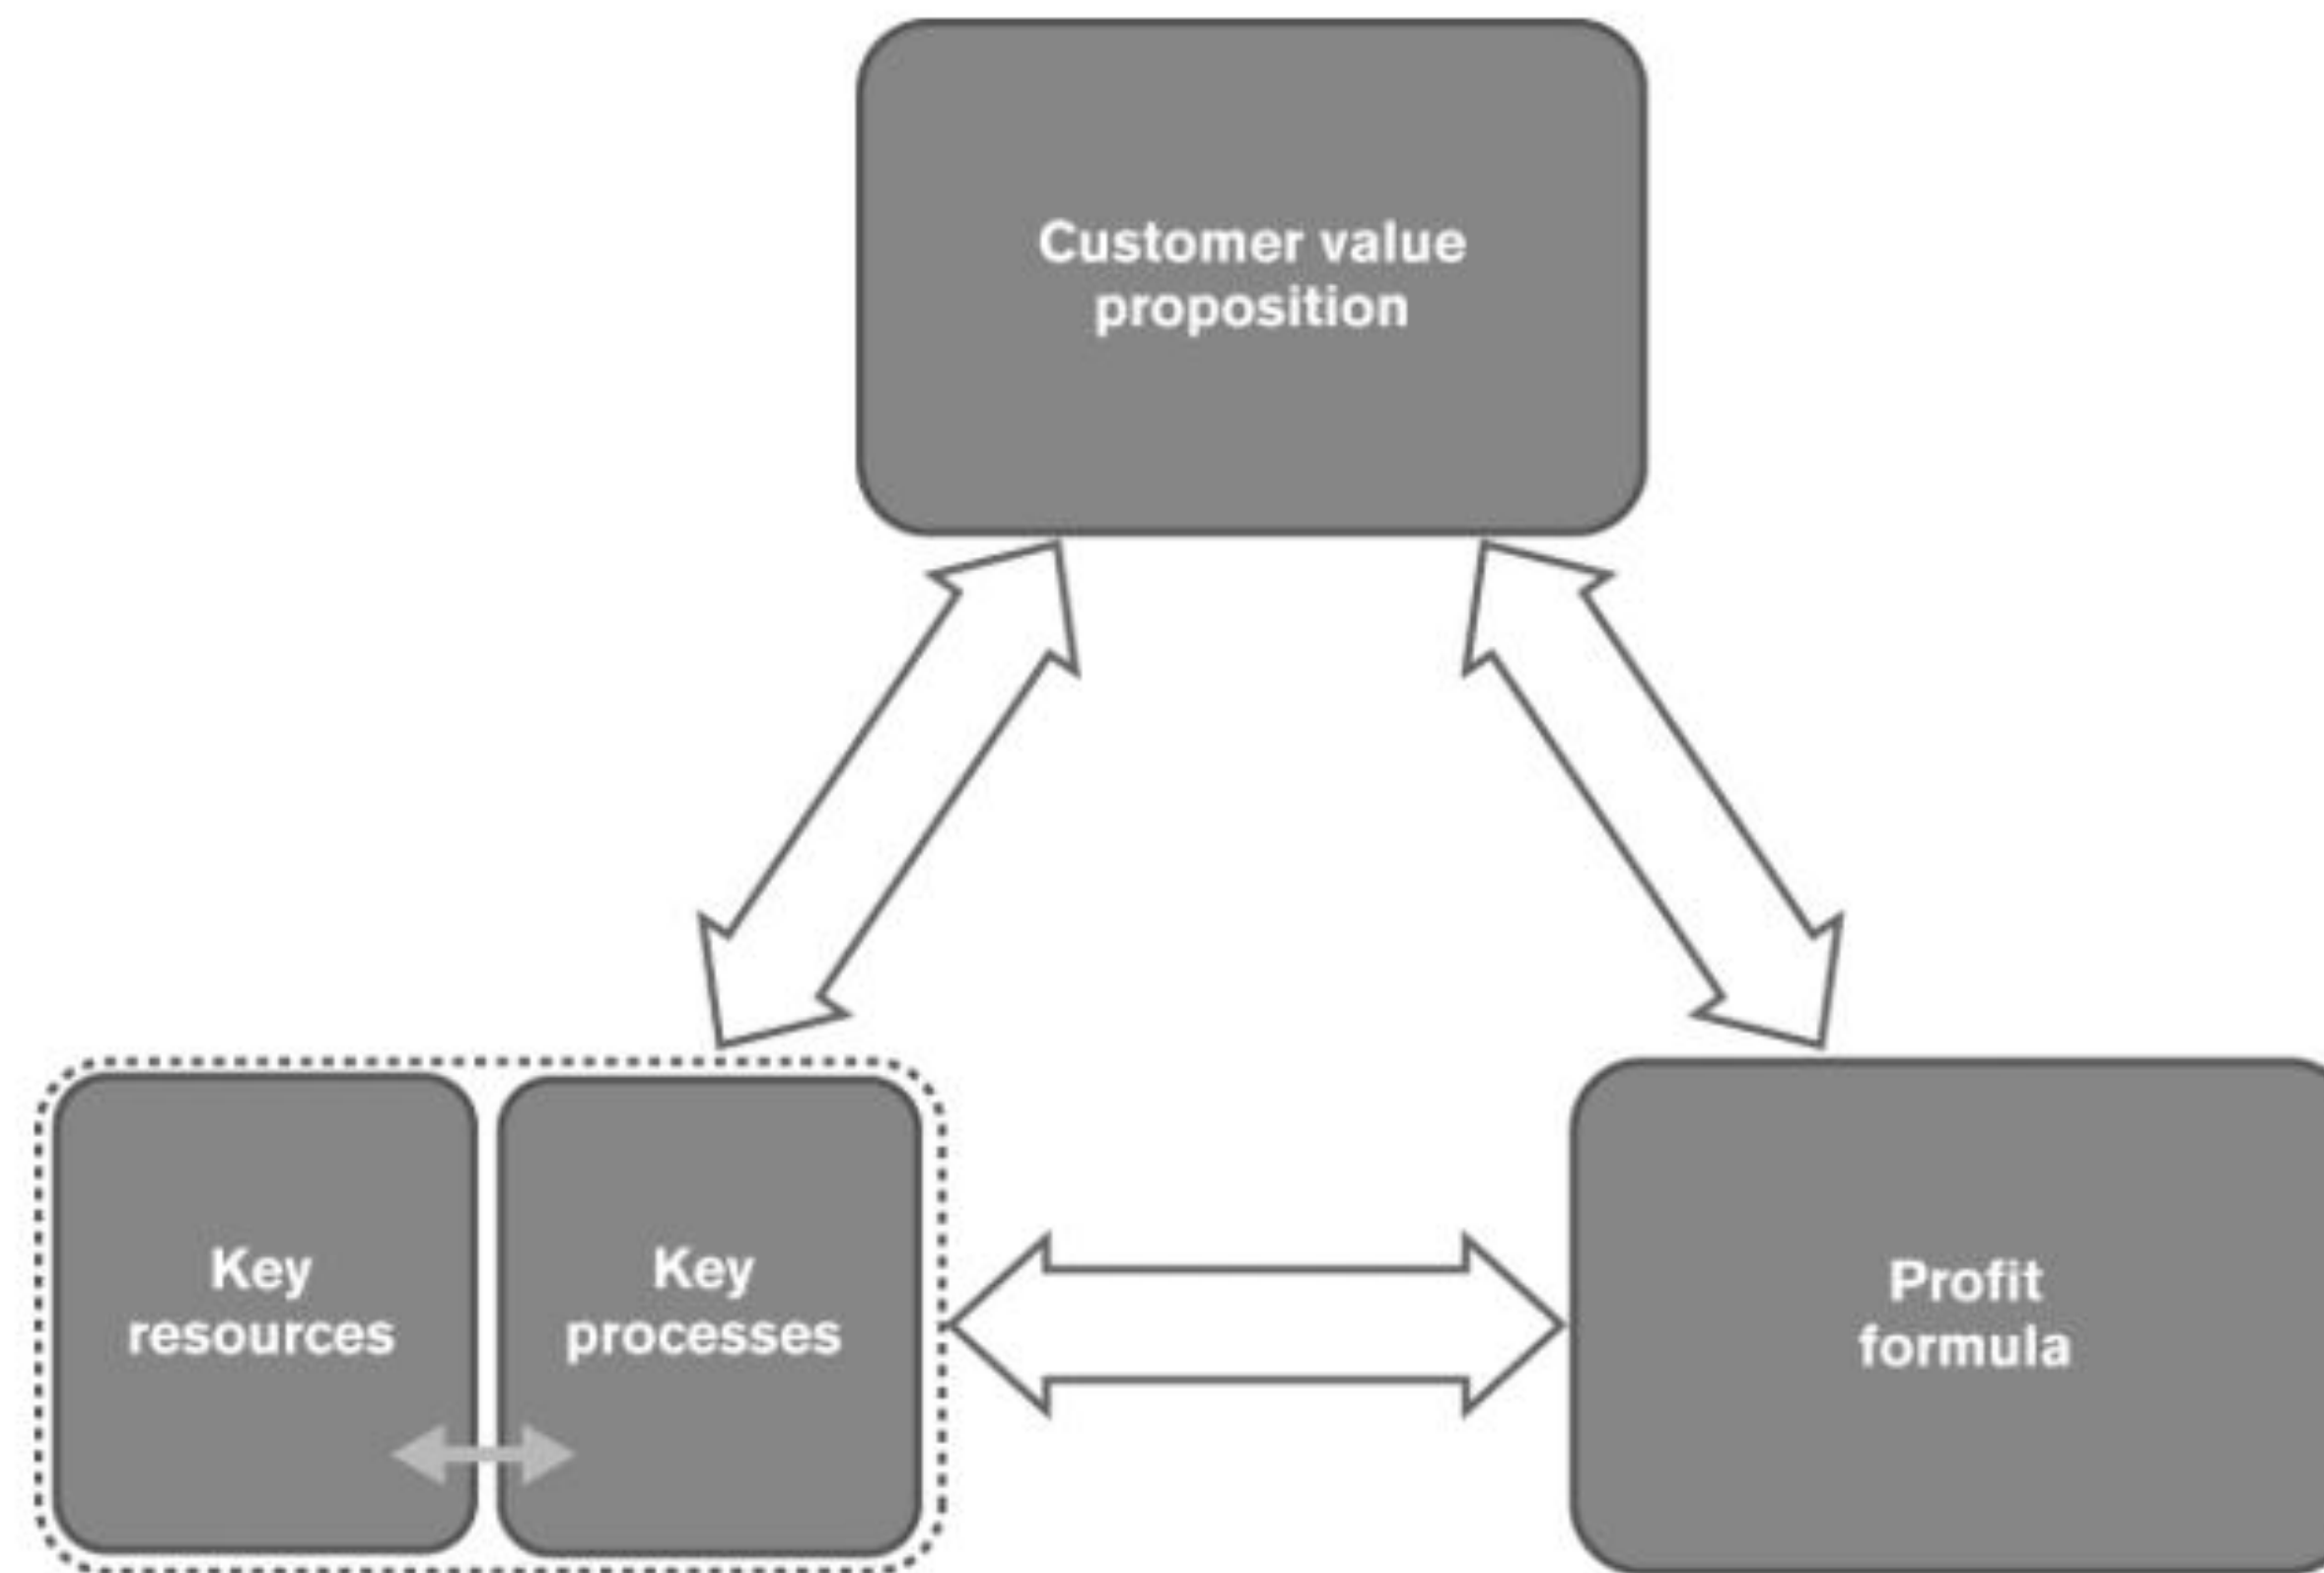 Customer value
proposition
Key
resources
Key
processes
Profit
formula